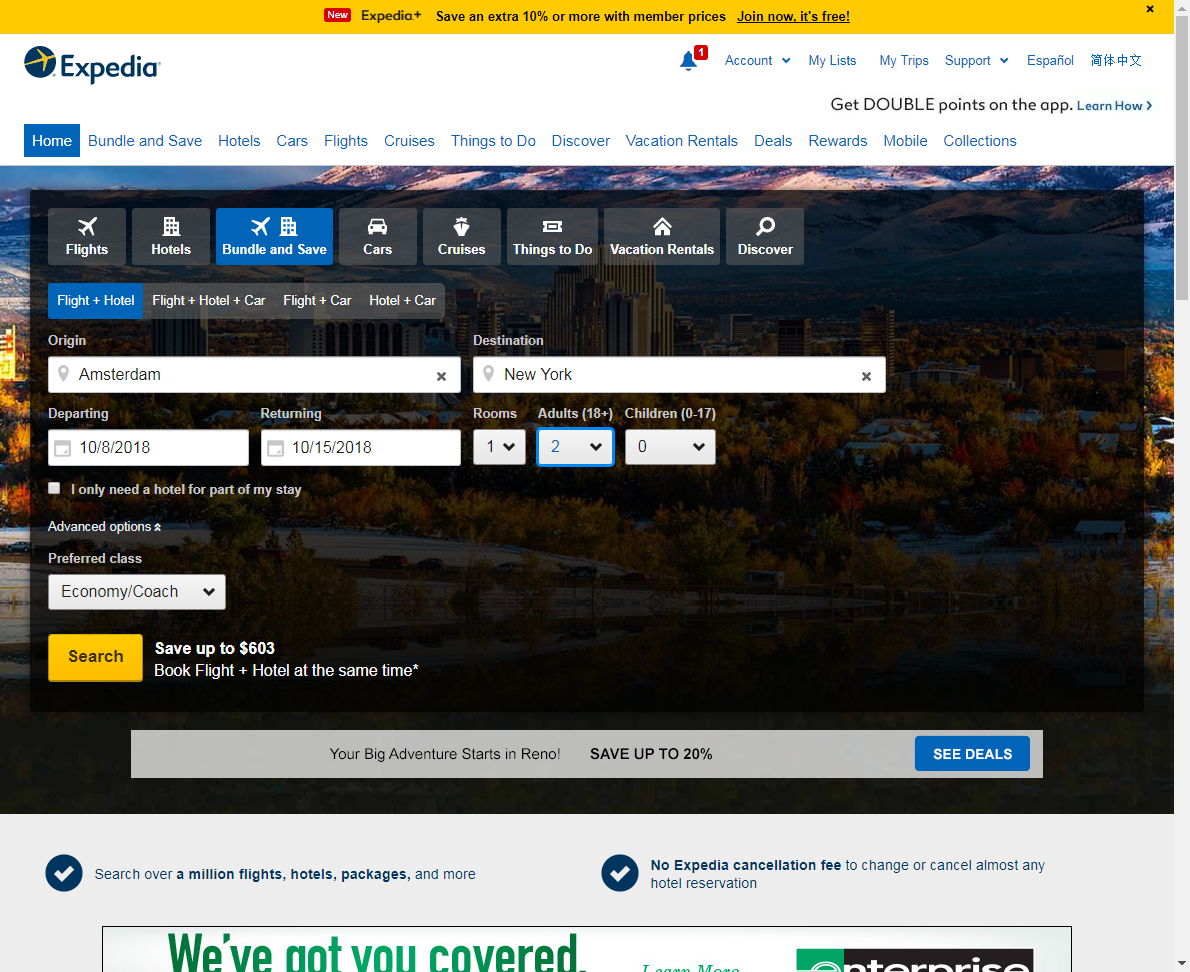 New Expedia+ Save an extra 10% or more with member prices Join now, it's free!
Expedia
1
Account My Lists My Trips Support Español 简体中文
Get DOUBLE points on the app. Learn How
Home Bundle and Save Hotels Cars Flights Cruises Things to Do Discover Vacation Rentals Deals Rewards Mobile Collections
Flights Hotels Bundle and Save Cars Cruises Things to Do Vacation Rentals Discover
Flight + Hotel Flight + Hotel + Car Flight + Car Hotel + Car
Origin Destination
Amsterdam New York
Departing Returning Rooms Adults (18+) Children (0-17)
10/8/2018 10/15/2018 1 2 0
I only need a hotel for part of my stay
Advanced options
Preferred class
Economy/Coach
Search
Save up to $603
Book Flight + Hotel at the same time*
Your Big Adventure Starts in Reno! SAVE UP TO 20% SEE DEALS
Search over a million flights, hotels, packages, and more
No Expedia cancellation fee to change or cancel almost any
hotel reservation
We've got you covered. Learn More enterprise